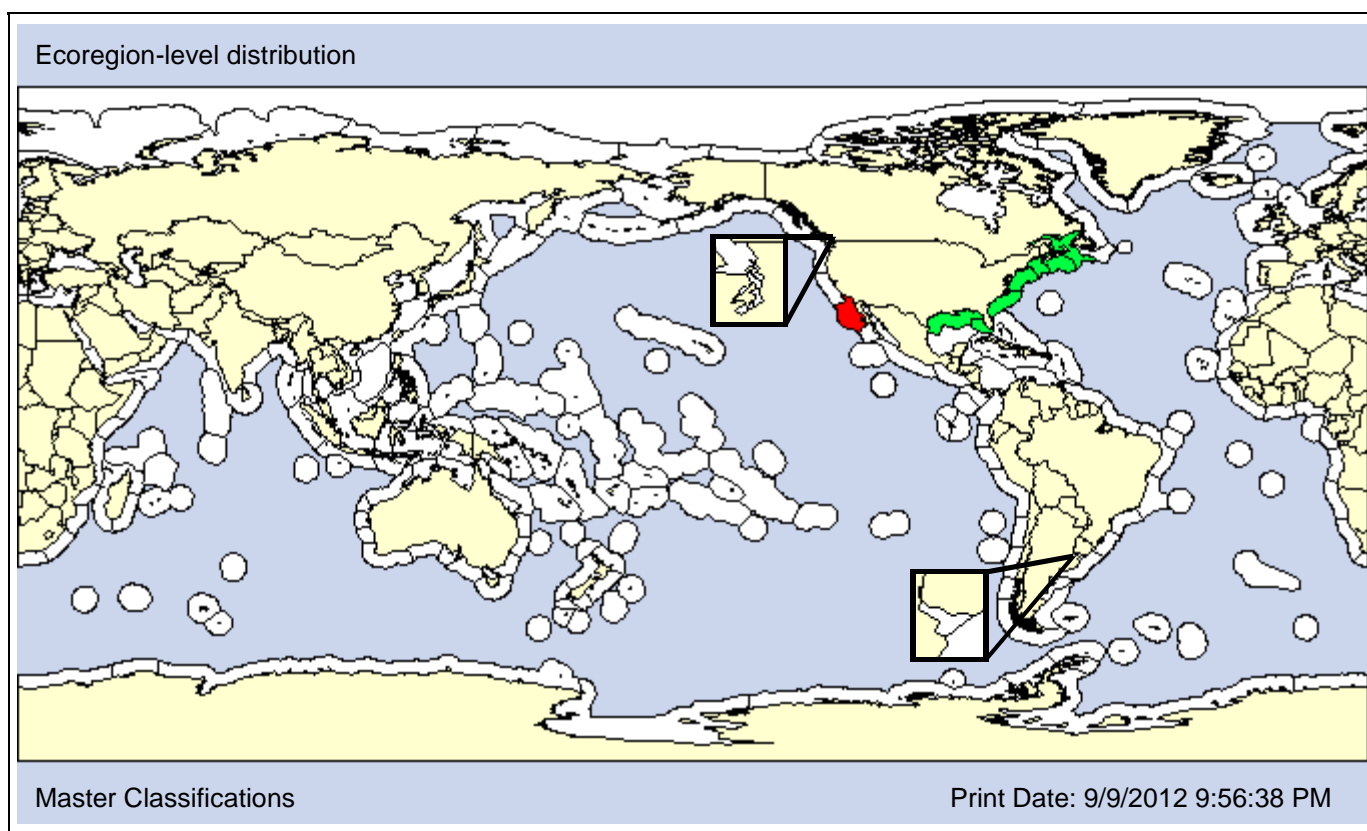 Ecoregion-level distribution
Master Classifications
Print Date: 9/9/2012 9:56:38 PM